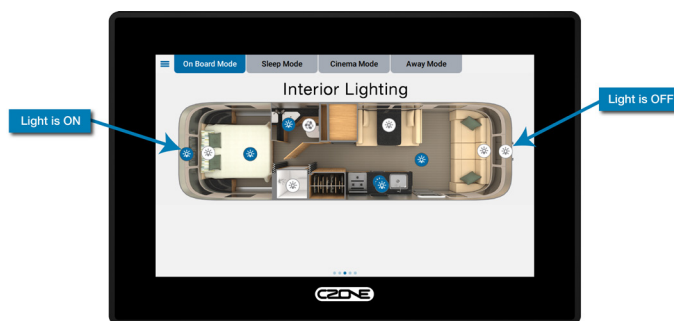 On Board Mode
Sleep Mode
Cinema Mode
Away Mode
Interior Lighting
Light is ON
Light is OFF
CZONE